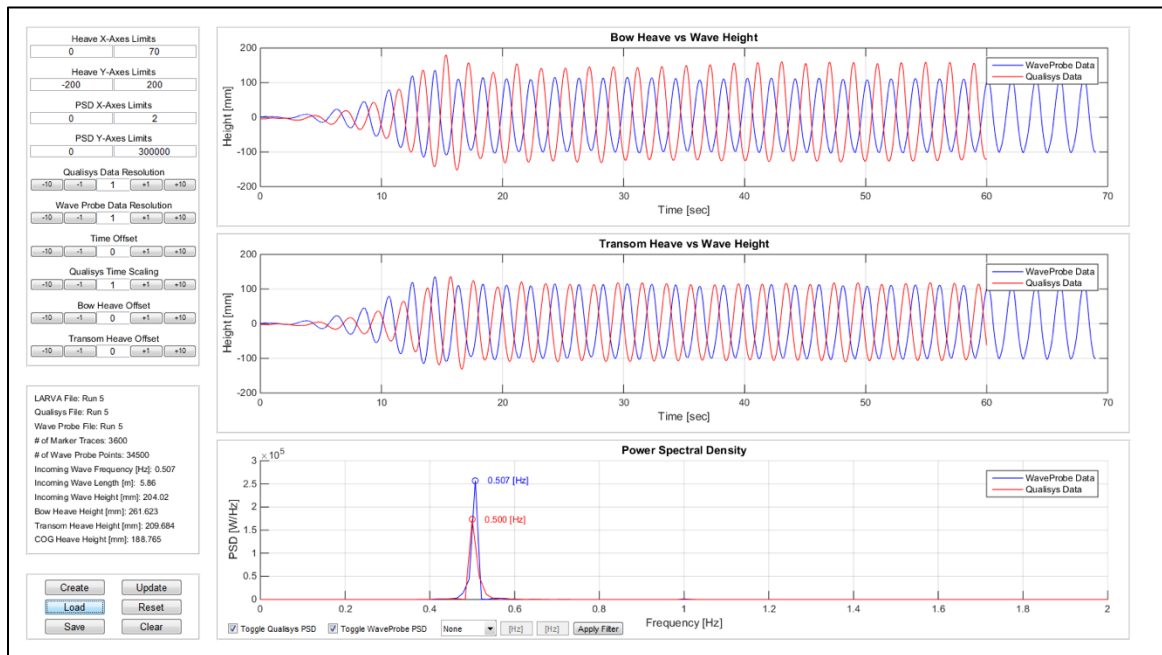 Heave X-Axes Limits
0 70
Heave Y-Axes Limits
-200 200
PSD X-Axes Limits
0 2
PSD Y-Axes Limits
0 300000
Qualisys Data Resolution
-10 -1 1 +1 +10
Wave Probe Data Resolution
-10 -1 1 +1 +10
Time Offset
-10 -1 0 +1 +10
Qualisys Time Scaling
-10 -1 1 +1 +10
Bow Heave Offset
-10 -1 0 +1 +10
Transom Heave Offset
-10 -1 0 +1 +10
LARVA File: Run 5
Qualisys File: Run 5
Wave Probe File: Run 5
# of Marker Traces: 3600
# of Wave Probe Points: 34500
Incoming Wave Frequency [Hz]: 0.507
Incoming Wave Length [m]: 5.86
Incoming Wave Height [mm]: 204.02
Bow Heave Height [mm]: 261.623
Transom Heave Height [mm]: 209.684
COG Heave Height [mm]: 188.765
Create Update
Load Reset
Save Clear
Bow Heave vs Wave Height
WaveProbe Data
Qualisys Data
Height [mm]
200
100
0
-100
-200
0 10 20 30 40 50 60 70
Time [sec]
Transom Heave vs Wave Height
WaveProbe Data
Qualisys Data
Height [mm]
200
100
0
-100
-200
0 10 20 30 40 50 60 70
Time [sec]
Power Spectral Density
×10⁵
WaveProbe Data
Qualisys Data
0.507 [Hz]
0.500 [Hz]
PSD [W/Hz]
3
2.5
2
1.5
1
0.5
0
0 0.2 0.4 0.6 0.8 1 1.2 1.4 1.6 1.8 2
Frequency [Hz]
Toggle Qualisys PSD Toggle WaveProbe PSD None [Hz] [Hz] Apply Filter